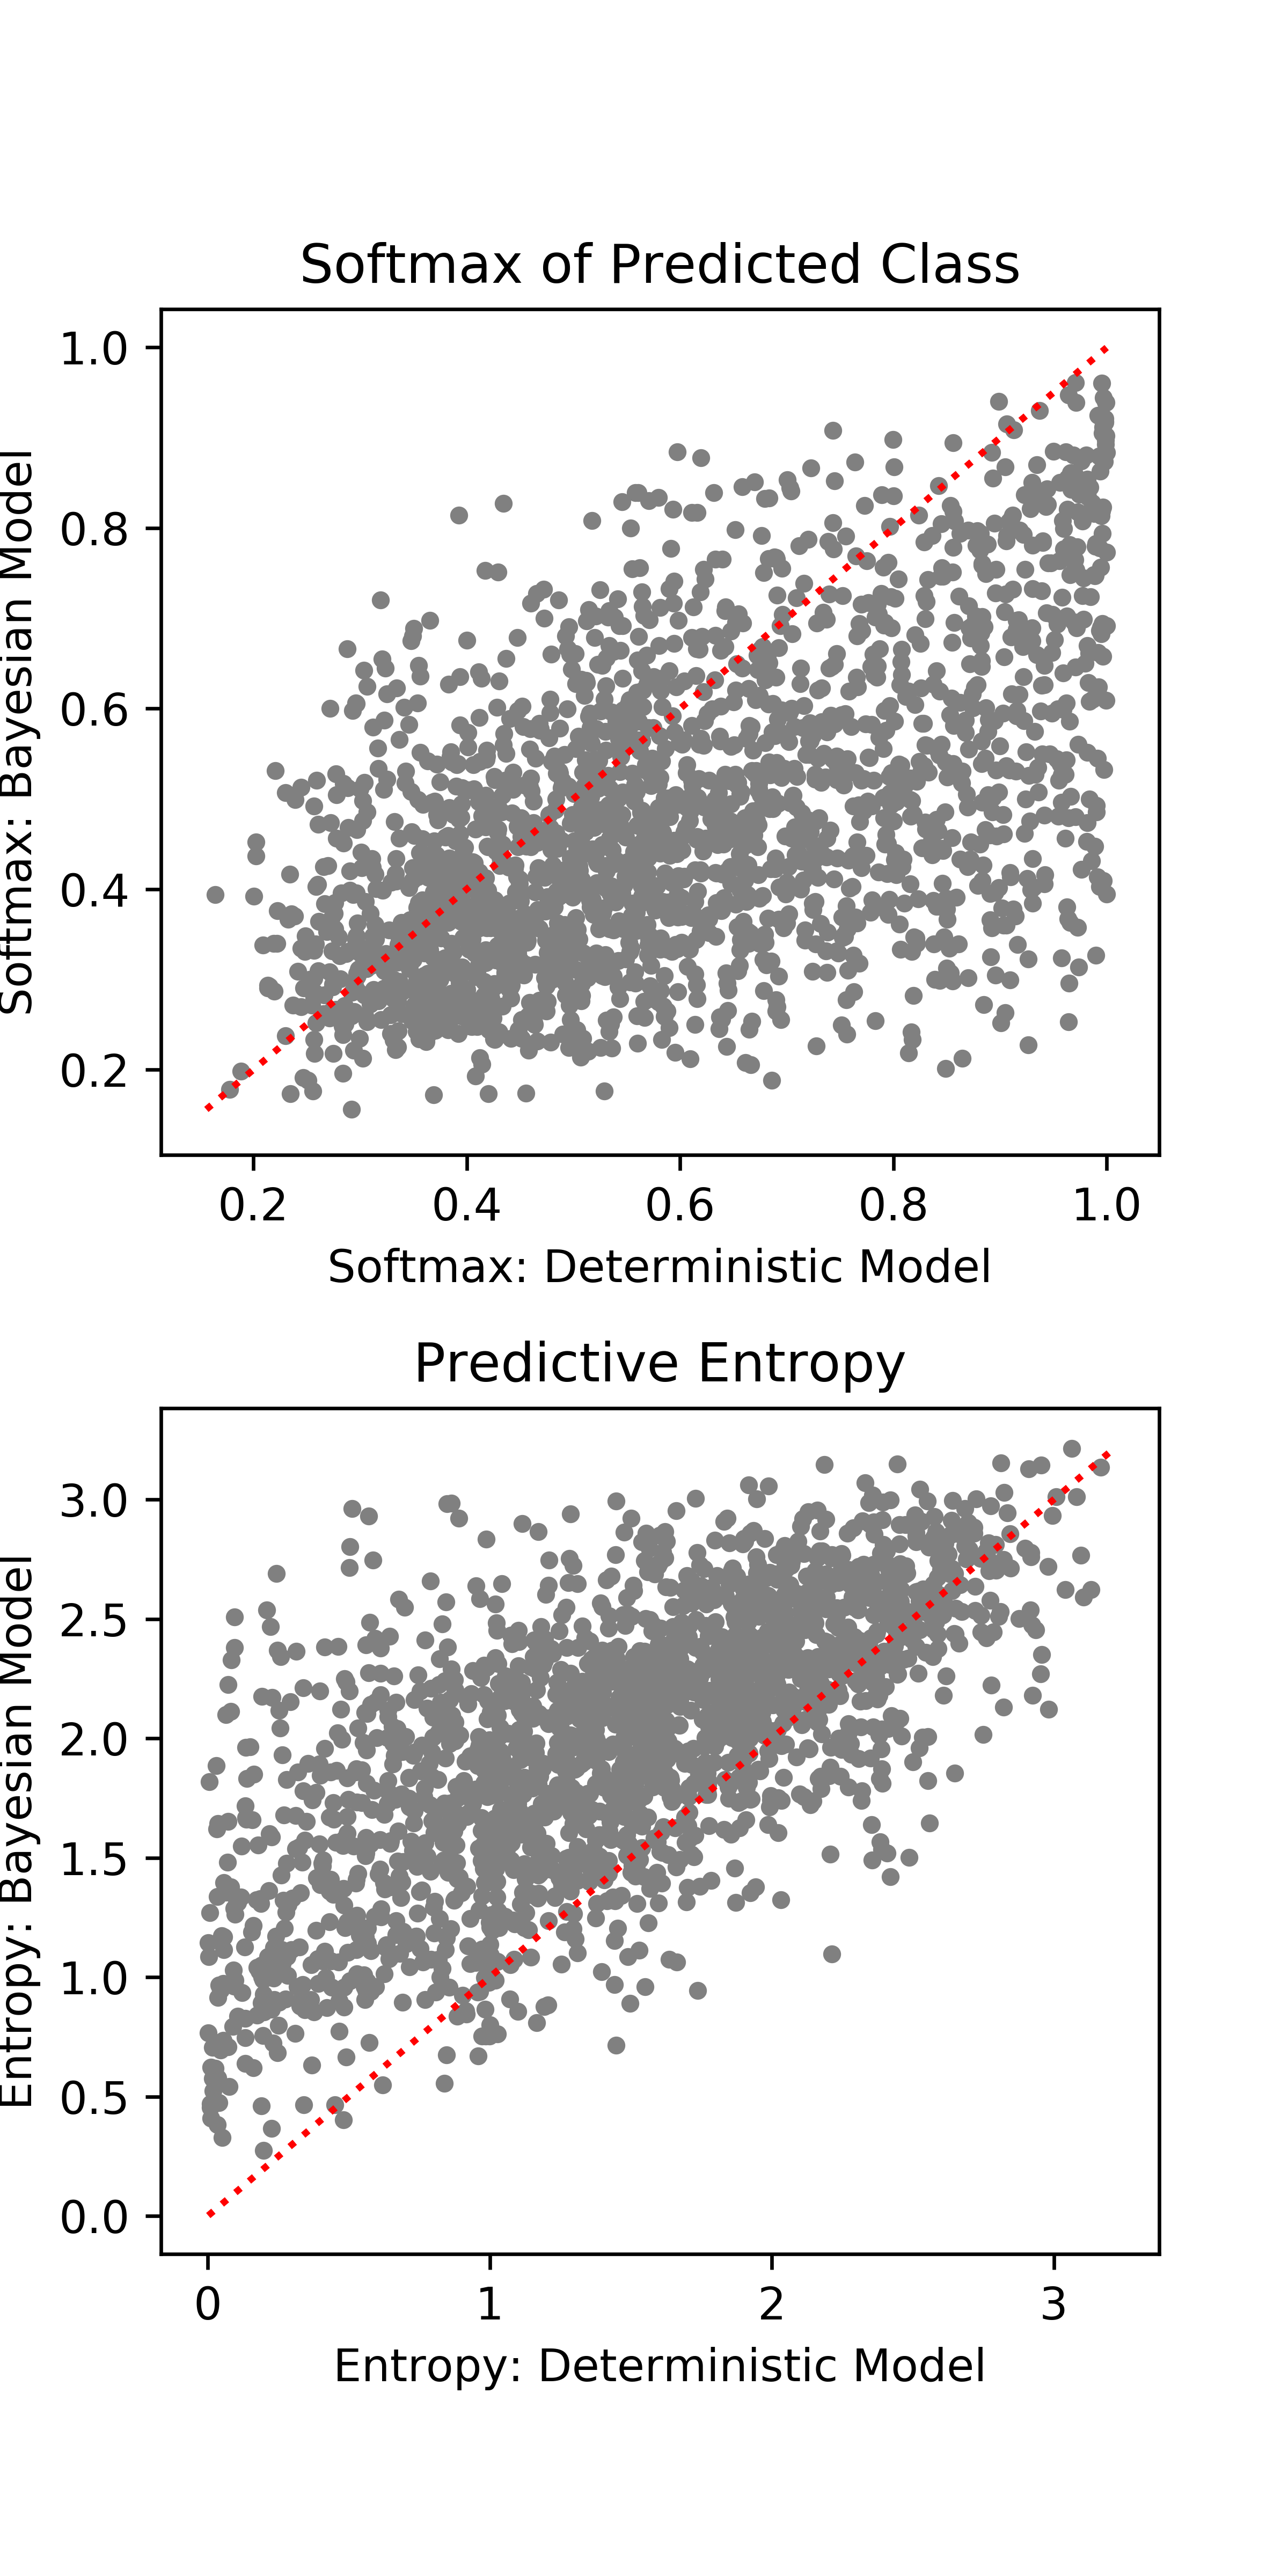 Softmax of Predicted Class
Softmax: Bayesian Model
1.0
0.8
0.6
0.4
0.2
0.2 0.4 0.6 0.8 1.0
Softmax: Deterministic Model
Predictive Entropy
Entropy: Bayesian Model
3.0
2.5
2.0
1.5
1.0
0.5
0.0
0 1 2 3
Entropy: Deterministic Model